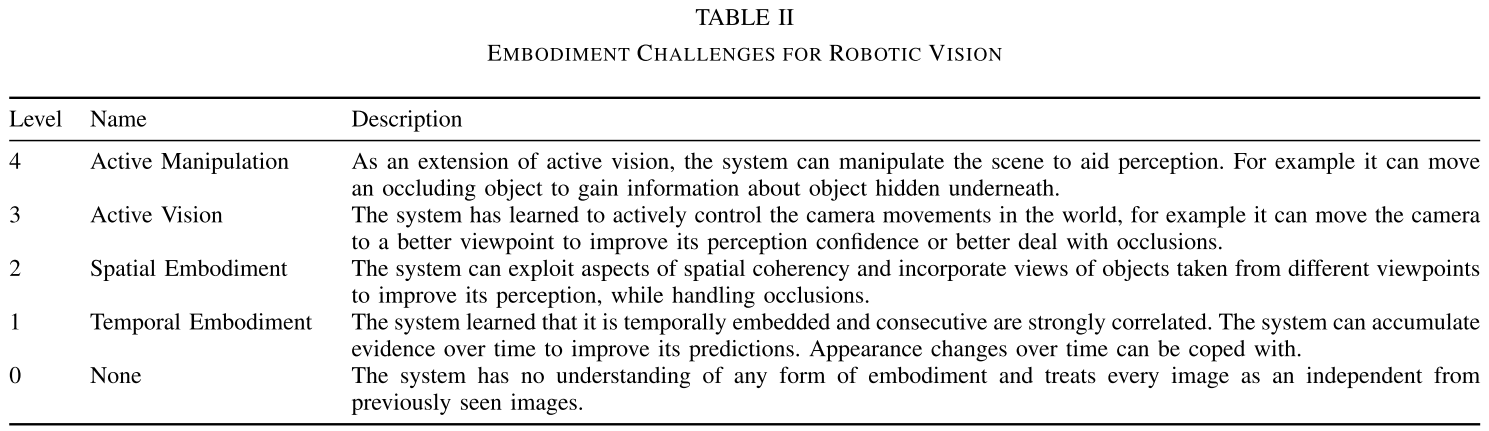 TABLE II
EMBODIMENT CHALLENGES FOR ROBOTIC VISION
Level Name Description
4 Active Manipulation As an extension of active vision, the system can manipulate the scene to aid perception. For example it can move
an occluding object to gain information about object hidden underneath.
3 Active Vision The system has learned to actively control the camera movements in the world, for example it can move the camera
to a better viewpoint to improve its perception confidence or better deal with occlusions.
2 Spatial Embodiment The system can exploit aspects of spatial coherency and incorporate views of objects taken from different viewpoints
to improve its perception, while handling occlusions.
1 Temporal Embodiment The system learned that it is temporally embedded and consecutive are strongly correlated. The system can accumulate
evidence over time to improve its predictions. Appearance changes over time can be coped with.
0 None The system has no understanding of any form of embodiment and treats every image as an independent from
previously seen images.